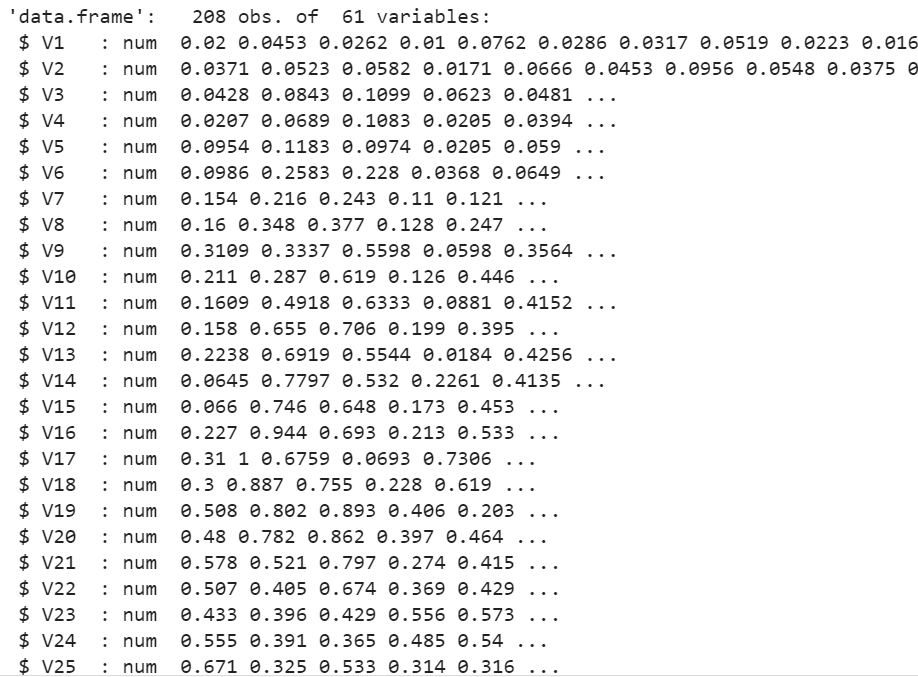 'data.frame':   208 obs. of  61 variables:
 $ V1   : num  0.02 0.0453 0.0262 0.01 0.0762 0.0286 0.0317 0.0519 0.0223 0.016
 $ V2   : num  0.0371 0.0523 0.0582 0.0171 0.0666 0.0453 0.0956 0.0548 0.0375 0
 $ V3   : num  0.0428 0.0843 0.1099 0.0623 0.0481 ...
 $ V4   : num  0.0207 0.0689 0.1083 0.0205 0.0394 ...
 $ V5   : num  0.0954 0.1183 0.0974 0.0205 0.059 ...
 $ V6   : num  0.0986 0.2583 0.228 0.0368 0.0649 ...
 $ V7   : num  0.154 0.216 0.243 0.11 0.121 ...
 $ V8   : num  0.16 0.348 0.377 0.128 0.247 ...
 $ V9   : num  0.3109 0.3337 0.5598 0.0598 0.3564 ...
 $ V10  : num  0.211 0.287 0.619 0.126 0.446 ...
 $ V11  : num  0.1609 0.4918 0.6333 0.0881 0.4152 ...
 $ V12  : num  0.158 0.655 0.706 0.199 0.395 ...
 $ V13  : num  0.2238 0.6919 0.5544 0.0184 0.4256 ...
 $ V14  : num  0.0645 0.7797 0.532 0.2261 0.4135 ...
 $ V15  : num  0.066 0.746 0.648 0.173 0.453 ...
 $ V16  : num  0.227 0.944 0.693 0.213 0.533 ...
 $ V17  : num  0.31 1 0.6759 0.0693 0.7306 ...
 $ V18  : num  0.3 0.887 0.755 0.228 0.619 ...
 $ V19  : num  0.508 0.802 0.893 0.406 0.203 ...
 $ V20  : num  0.48 0.782 0.862 0.397 0.464 ...
 $ V21  : num  0.578 0.521 0.797 0.274 0.415 ...
 $ V22  : num  0.507 0.405 0.674 0.369 0.429 ...
 $ V23  : num  0.433 0.396 0.429 0.556 0.573 ...
 $ V24  : num  0.555 0.391 0.365 0.485 0.54 ...
 $ V25  : num  0.671 0.325 0.533 0.314 0.316 ...